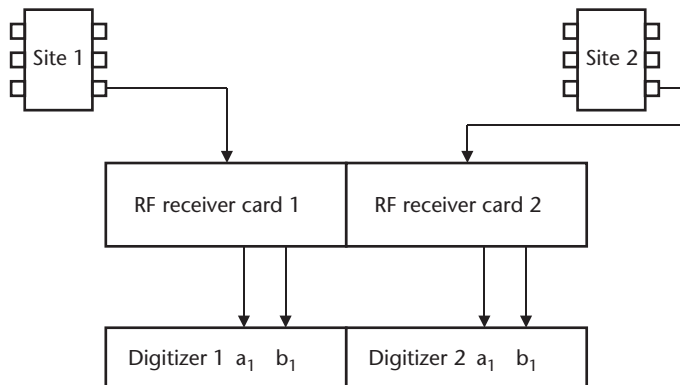 Site 1
Site 2
RF receiver card 1
RF receiver card 2
Digitizer 1 a₁ b₁
Digitizer 2 a₁ b₁